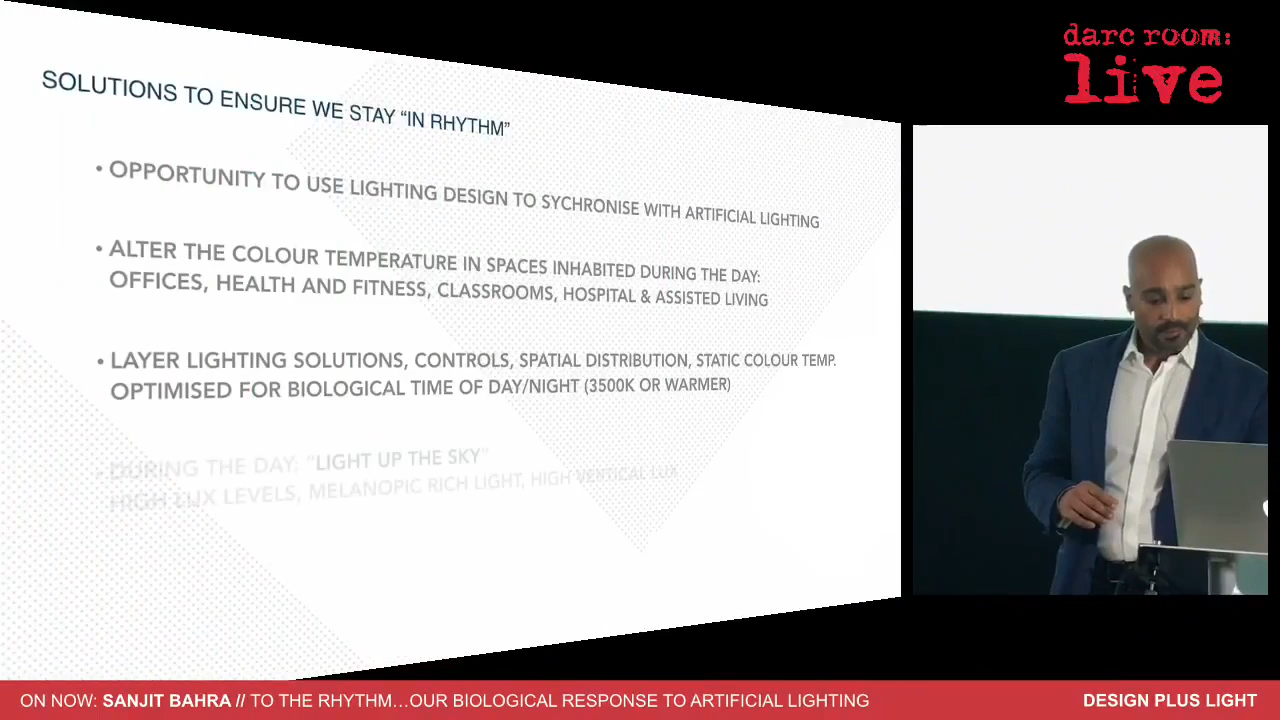 darc room:
live
SOLUTIONS TO ENSURE WE STAY “IN RHYTHM”
• OPPORTUNITY TO USE LIGHTING DESIGN TO SYCHRONISE WITH ARTIFICIAL LIGHTING
• ALTER THE COLOUR TEMPERATURE IN SPACES INHABITED DURING THE DAY:
OFFICES, HEALTH AND FITNESS, CLASSROOMS, HOSPITAL & ASSISTED LIVING
• LAYER LIGHTING SOLUTIONS, CONTROLS, SPATIAL DISTRIBUTION, STATIC COLOUR TEMP.
OPTIMISED FOR BIOLOGICAL TIME OF DAY/NIGHT (3500K OR WARMER)
• DURING THE DAY: “LIGHT UP THE SKY”
HIGH LUX LEVELS, MELANOPIC RICH LIGHT, HIGH VERTICAL LUX
ON NOW: SANJIT BAHRA // TO THE RHYTHM...OUR BIOLOGICAL RESPONSE TO ARTIFICIAL LIGHTING
DESIGN PLUS LIGHT